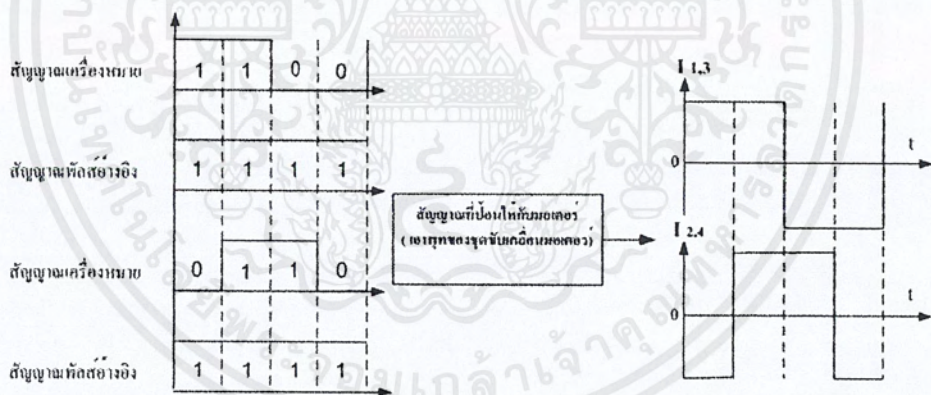 สัญญาณเครื่องหมาย
1 1 0 0
สัญญาณพัลส์อ้างอิง
1 1 1 1
สัญญาณเครื่องหมาย
0 1 1 0
สัญญาณพัลส์อ้างอิง
1 1 1 1
สัญญาณที่ป้อนให้กับมอเตอร์
(เอาพุทของชุดขับเคลื่อนมอเตอร์)
I 1,3
0
t
I 2,4
0
t